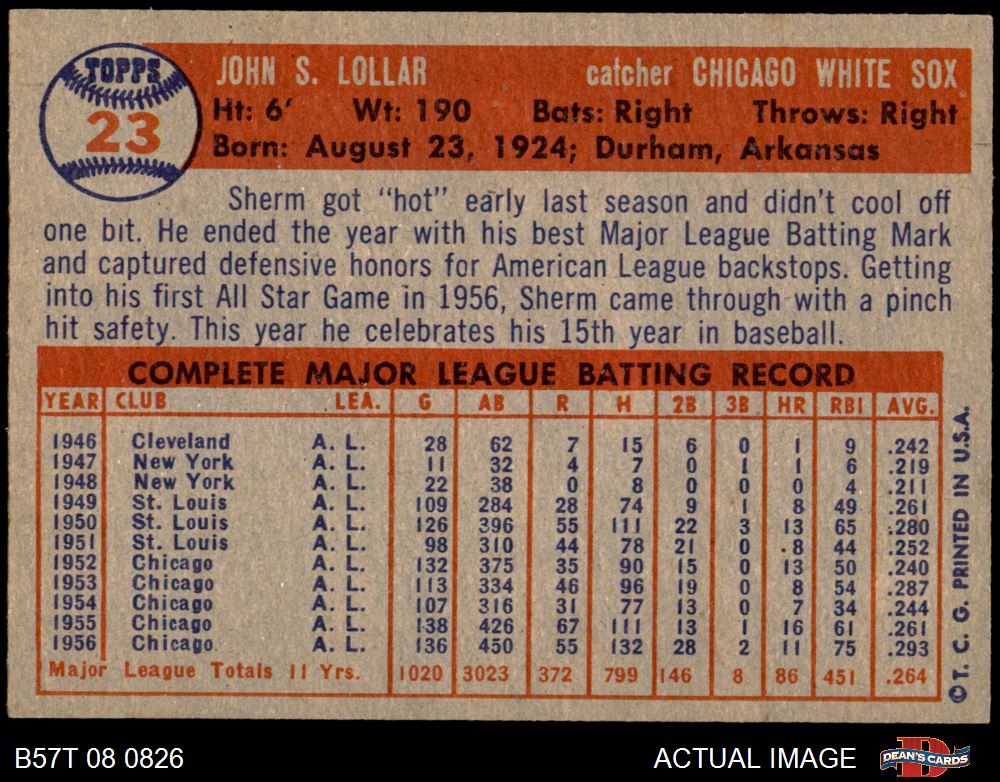 TOPPS
23
JOHN S. LOLLAR catcher CHICAGO WHITE SOX
Ht: 6' Wt: 190 Bats: Right Throws: Right
Born: August 23, 1924; Durham, Arkansas
Sherm got "hot" early last season and didn't cool off
one bit. He ended the year with his best Major League Batting Mark
and captured defensive honors for American League backstops. Getting
into his first All Star Game in 1956, Sherm came through with a pinch
hit safety. This year he celebrates his 15th year in baseball.
COMPLETE MAJOR LEAGUE BATTING RECORD
YEAR CLUB LEA. G AB R H 2B 3B HR RBI AVG.
1946 Cleveland A. L. 28 62 7 15 6 0 1 9 .242
1947 New York A. L. 11 32 4 7 0 1 1 6 .219
1948 New York A. L. 22 38 0 8 0 0 0 4 .211
1949 St. Louis A. L. 109 284 28 74 9 1 8 49 .261
1950 St. Louis A. L. 126 396 55 111 22 3 13 65 .280
1951 St. Louis A. L. 98 310 44 78 21 0 .8 44 .252
1952 Chicago A. L. 132 375 35 90 15 0 13 50 .240
1953 Chicago A. L. 113 334 46 96 19 0 8 54 .287
1954 Chicago A. L. 107 316 31 77 13 0 7 34 .244
1955 Chicago A. L. 138 426 67 111 13 1 16 61 .261
1956 Chicago. A. L. 136 450 55 132 28 2 11 75 .293
Major League Totals 11 Yrs. 1020 3023 372 799 146 8 86 451 .264
©T. C. G. PRINTED IN U.S.A.
B57T 08 0826 ACTUAL IMAGE DEAN'S CARDS